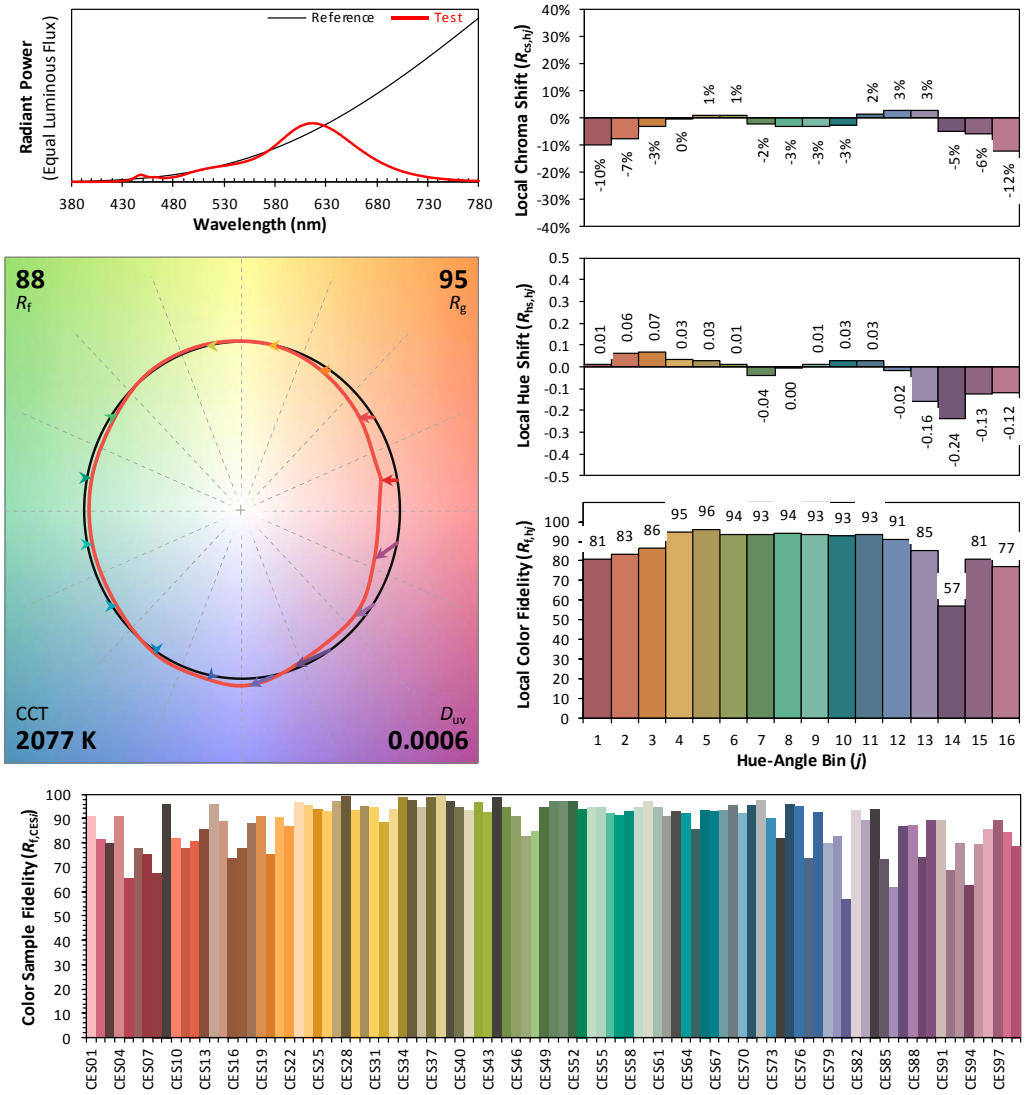 Reference
Test
Radiant Power
(Equal Luminous Flux)
380 430 480 530 580 630 680 730 780
Wavelength (nm)
Local Chroma Shift (Rcs,hj)
40%
30%
20%
10%
0%
-10%
-20%
-30%
-40%
-10% -7% -3% 0% 1% 1% -2% -3% -3% -3% 2% 3% 3% -5% -6% -12%
88
Rf
95
Rg
CCT
2077 K
Duv
0.0006
Local Hue Shift (Rhs,hj)
0.5
0.4
0.3
0.2
0.1
0.0
-0.1
-0.2
-0.3
-0.4
-0.5
0.01 0.06 0.07 0.03 0.03 0.01 -0.04 0.00 0.01 0.03 0.03 -0.02 -0.16 -0.24 -0.13 -0.12
Local Color Fidelity (Rf,hj)
100
90
80
70
60
50
40
30
20
10
0
81 83 86 95 96 94 93 94 93 93 93 91 85 57 81 77
1 2 3 4 5 6 7 8 9 10 11 12 13 14 15 16
Hue-Angle Bin (j)
Color Sample Fidelity (Rf,CESi)
100
90
80
70
60
50
40
30
20
10
0
CES01 CES04 CES07 CES10 CES13 CES16 CES19 CES22 CES25 CES28 CES31 CES34 CES37 CES40 CES43 CES46 CES49 CES52 CES55 CES58 CES61 CES64 CES67 CES70 CES73 CES76 CES79 CES82 CES85 CES88 CES91 CES94 CES97